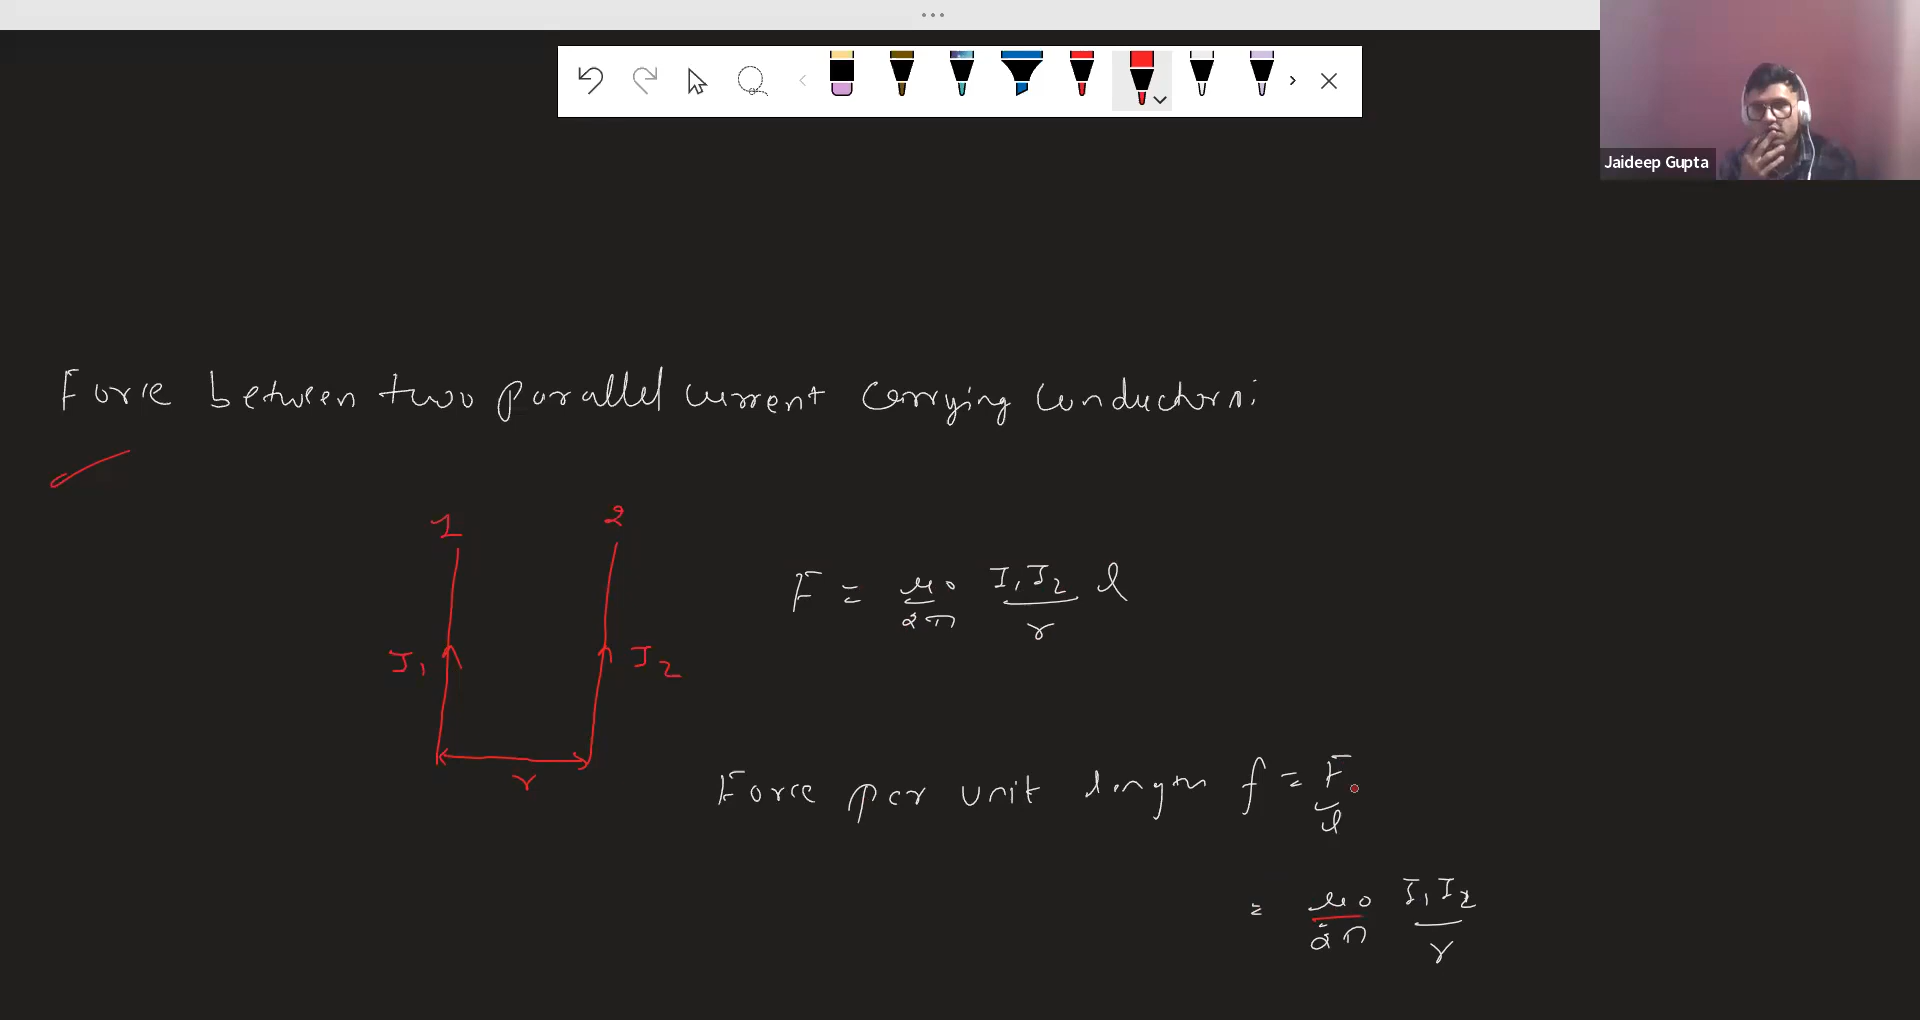 Jaideep Gupta
Force between two parallel current carrying conductors:
1 2
F = μ0/2π I1I2/r l
I1 I2
r
Force per unit length f = F/l
= μ0/2π I1I2/r